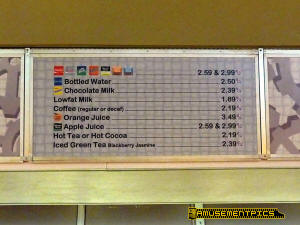 2.59 & 2.99
Bottled Water 2.50
Chocolate Milk 2.39
Lowfat Milk 1.89
Coffee (regular or decaf) 2.19
Orange Juice 3.49
Apple Juice 2.59 & 2.99
Hot Tea or Hot Cocoa 2.19
Iced Green Tea Blackberry Jasmine 2.39
AMUSEMENTPICS